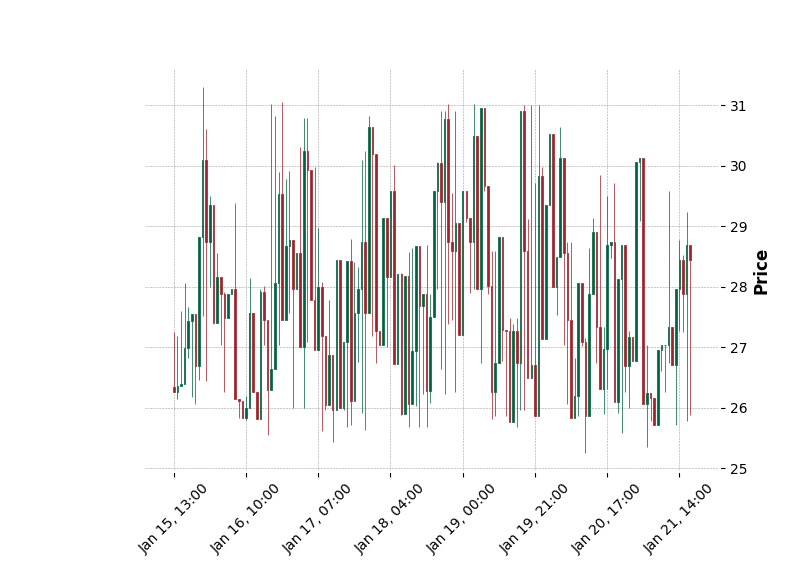 31
30
29
28
27
26
25
Price
Jan 15, 13:00
Jan 16, 10:00
Jan 17, 07:00
Jan 18, 04:00
Jan 19, 00:00
Jan 19, 21:00
Jan 20, 17:00
Jan 21, 14:00